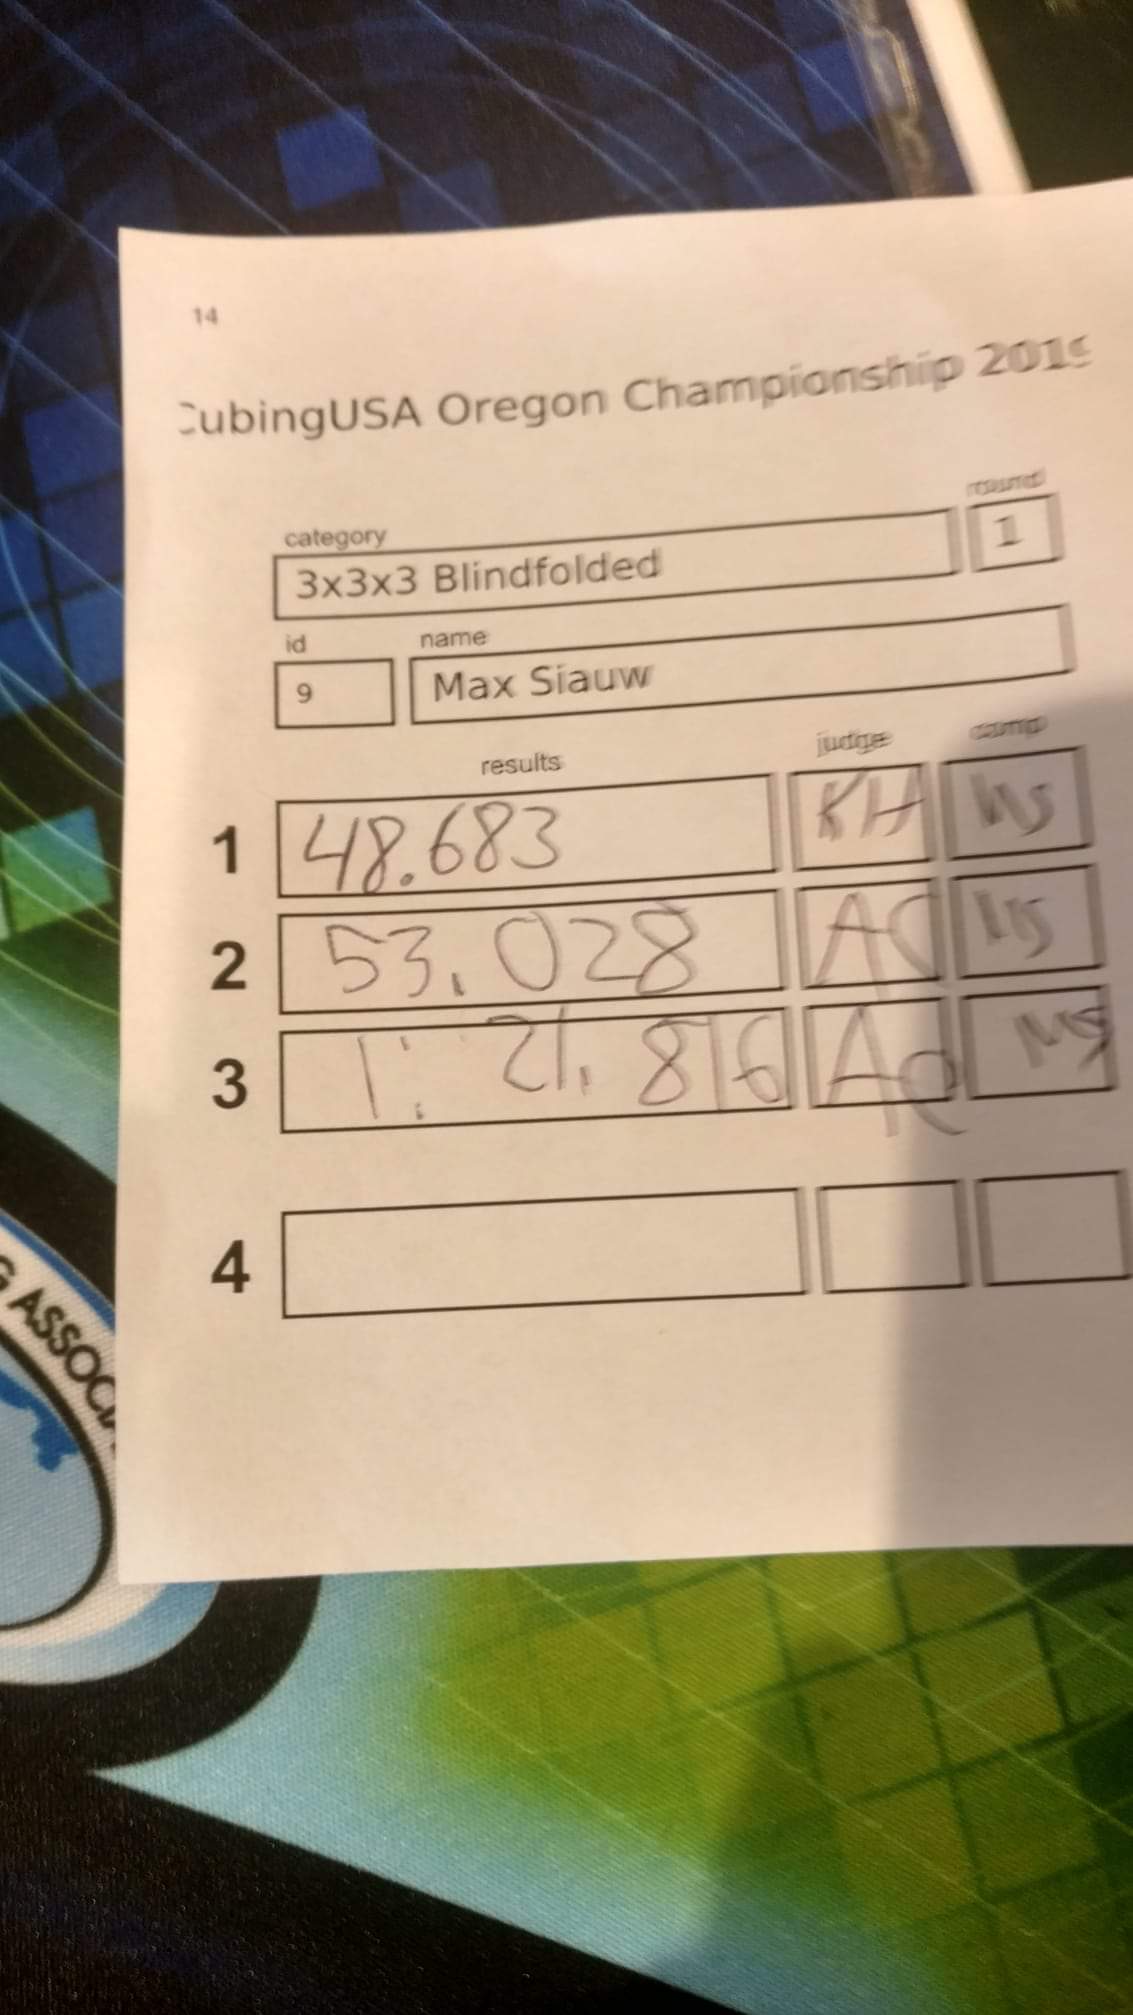 14
CubingUSA Oregon Championship 2019
round
category
3x3x3 Blindfolded 1
id name
9 Max Siauw
results judge comp
1 48.683 KH MS
2 53.028 AC MS
3 1:21.816 AC MS
4
G ASSOCI